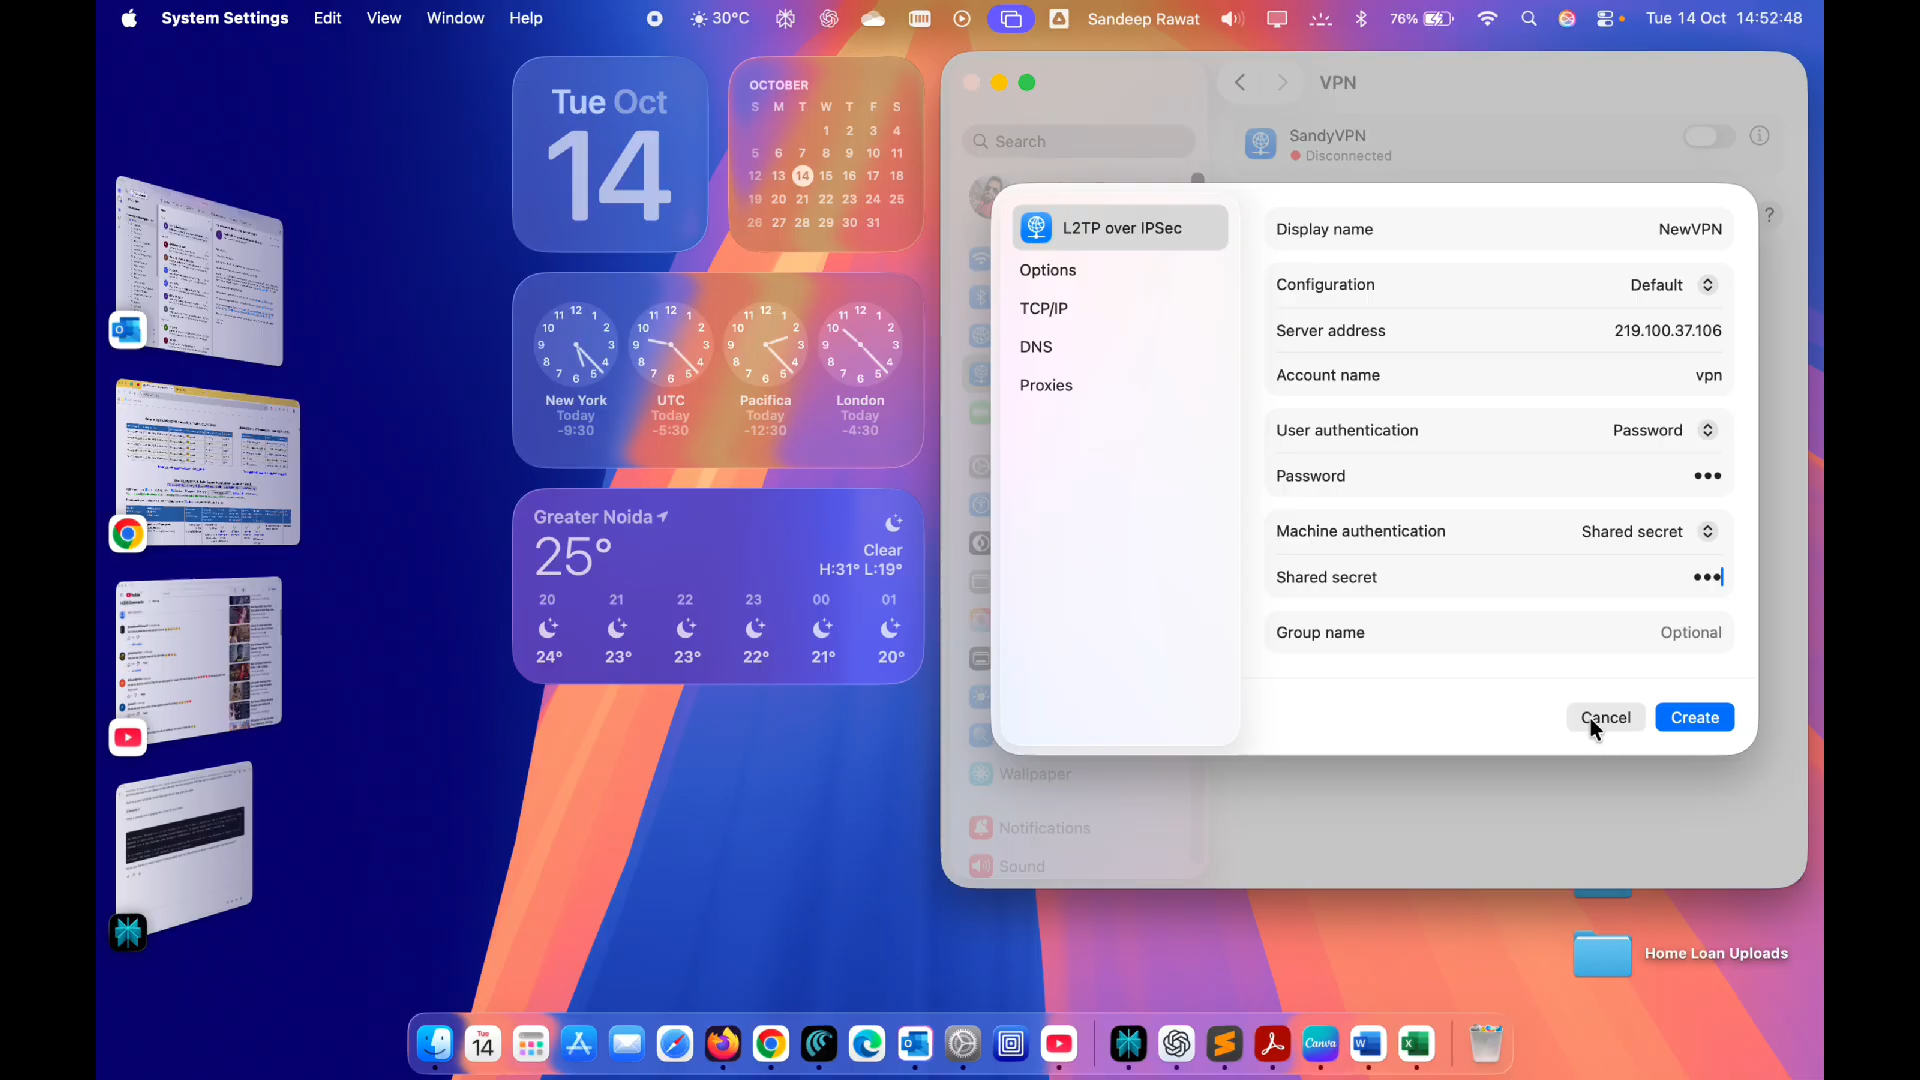 System Settings Edit View Window Help
30°C
Sandeep Rawat
76%
Tue 14 Oct 14:52:48
Tue Oct
14
OCTOBER
S M T W T F S
1 2 3 4
5 6 7 8 9 10 11
12 13 14 15 16 17 18
19 20 21 22 23 24 25
26 27 28 29 30 31
New York UTC Pacifica London
Today Today Today Today
-9:30 -5:30 -12:30 -4:30
Greater Noida
25°
Clear
H:31° L:19°
20 21 22 23 00 01
24° 23° 23° 22° 21° 20°
VPN
Search
SandyVPN
Disconnected
?
L2TP over IPSec
Options
TCP/IP
DNS
Proxies
Display name NewVPN
Configuration Default
Server address 219.100.37.106
Account name vpn
User authentication Password
Password •••
Machine authentication Shared secret
Shared secret •••
Group name Optional
Cancel Create
Wallpaper
Notifications
Sound
Home Loan Uploads
Tue
14
Canva